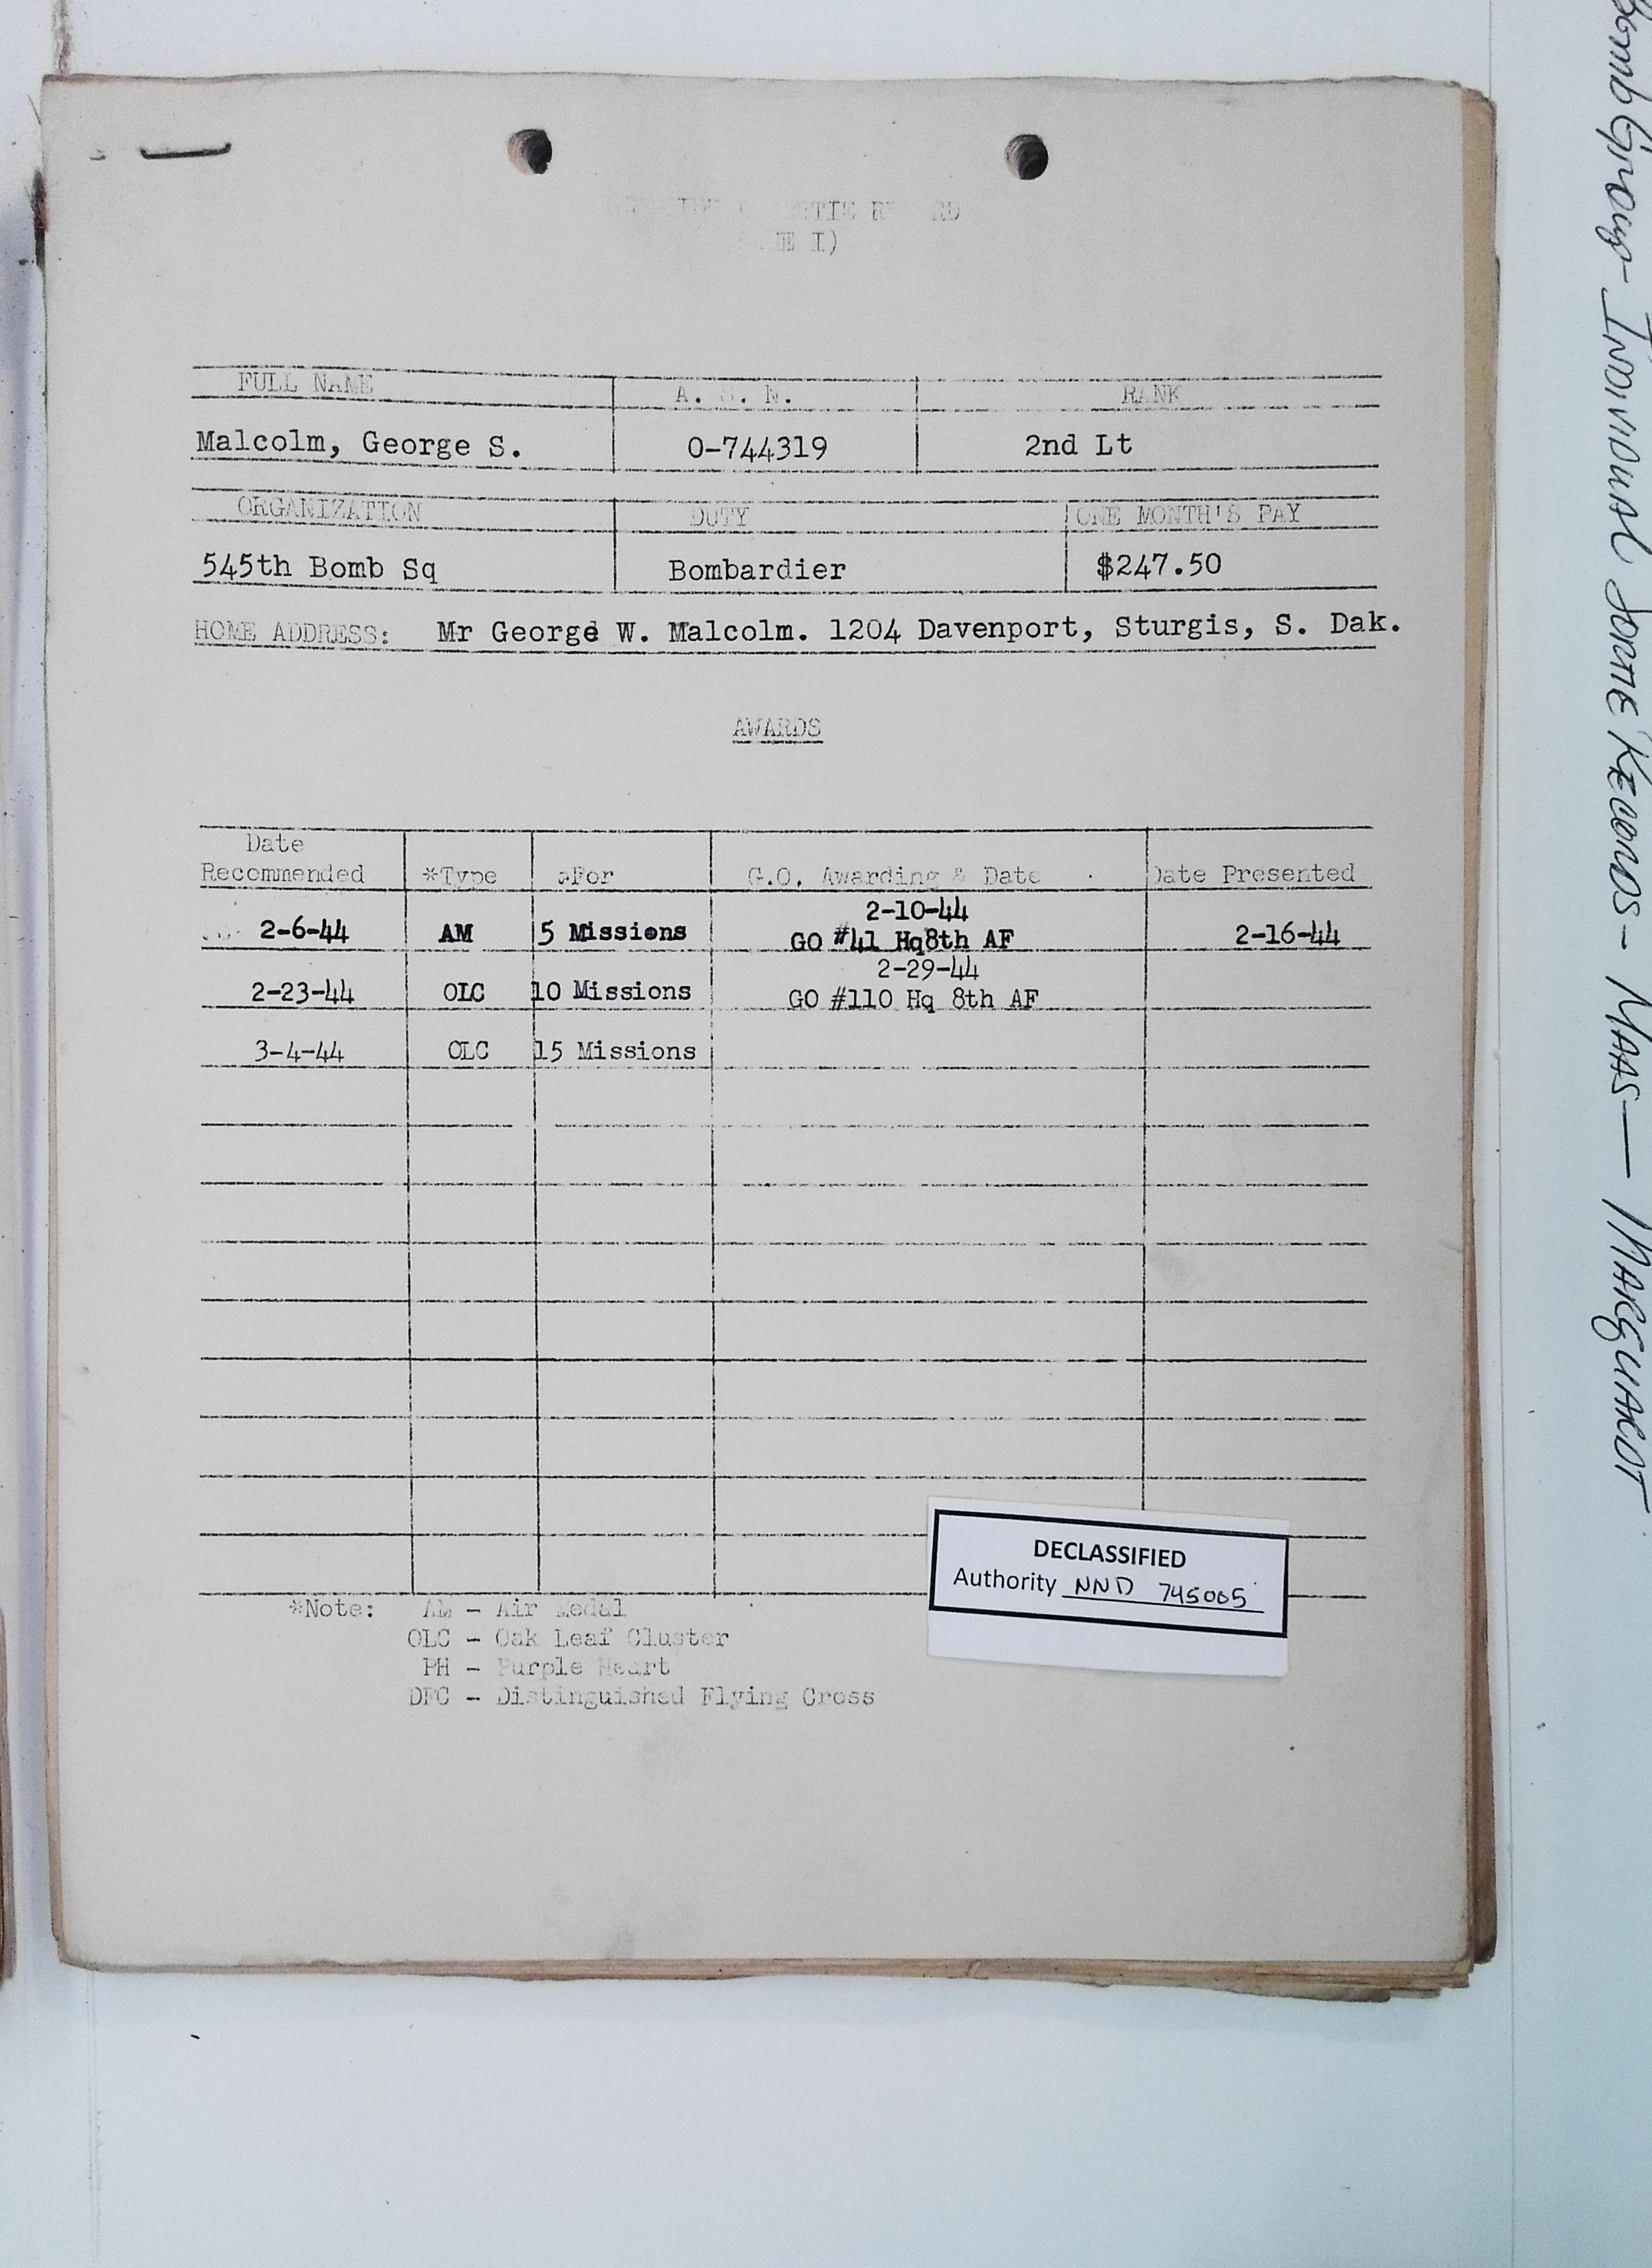 FULL NAME A. S. N. RANK
Malcolm, George S. O-744319 2nd Lt
ORGANIZATION DUTY ONE MONTH'S PAY
545th Bomb Sq Bombardier $247.50
HOME ADDRESS: Mr George W. Malcolm. 1204 Davenport, Sturgis, S. Dak.
AWARDS
Date
Recommended *Type *For G.O. Awarding & Date Date Presented
2-10-44
2-6-44 AM 5 Missions GO #41 Hq8th AF 2-16-44
2-29-44
2-23-44 OLC 10 Missions GO #110 Hq 8th AF
3-4-44 OLC 15 Missions
DECLASSIFIED
Authority NND 745005
*Note: AM - Air Medal
OLC - Oak Leaf Cluster
PH - Purple Heart
DFC - Distinguished Flying Cross
Bomb Group - Individual Sortie Records - Maas - Marguardt